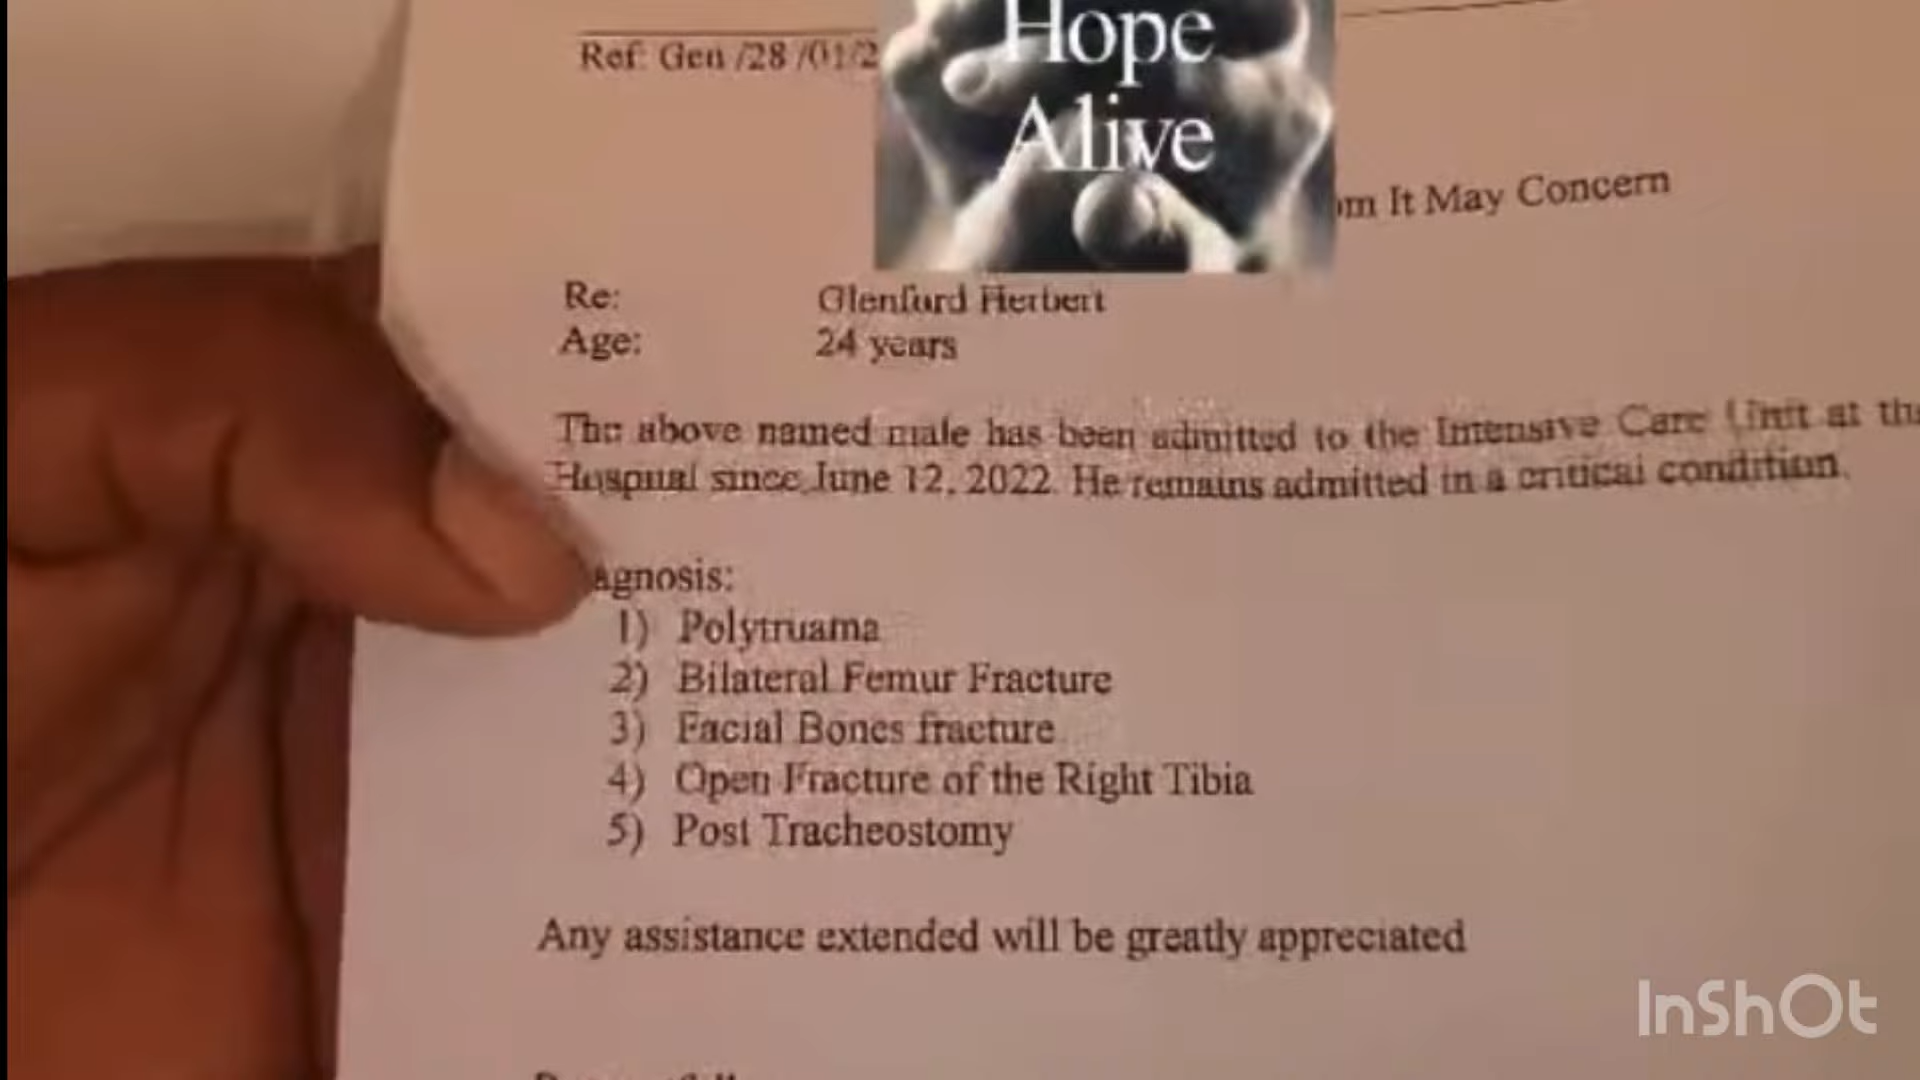 Hope
Ref: Gen /28 /01/2
Alive
om It May Concern
Re: Glenford Herbert
Age: 24 years
The above named male has been admitted to the Intensive Care Unit at the
Hospital since June 12, 2022. He remains admitted in a critical condition.
agnosis:
1) Polytruama
2) Bilateral Femur Fracture
3) Facial Bones fracture
4) Open Fracture of the Right Tibia
5) Post Tracheostomy
Any assistance extended will be greatly appreciated
InShOt